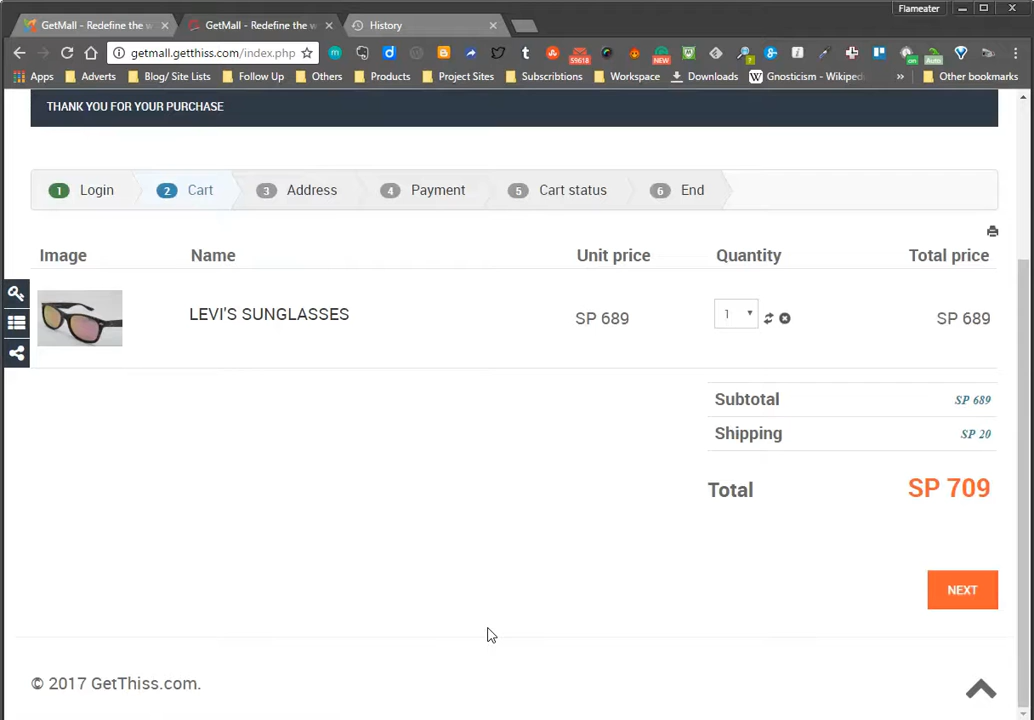 Flameater
GetMall - Redefine the w GetMall - Redefine the w History
getmall.getthiss.com/index.php 59618 NEW
Apps Adverts Blog/ Site Lists Follow Up Others Products Project Sites Subscribtions Workspace Downloads Gnosticism - Wikiped » Other bookmarks
THANK YOU FOR YOUR PURCHASE
1 Login 2 Cart 3 Address 4 Payment 5 Cart status 6 End
Image Name Unit price Quantity Total price
LEVI'S SUNGLASSES SP 689 1 SP 689
Subtotal SP 689
Shipping SP 20
Total SP 709
NEXT
© 2017 GetThiss.com.